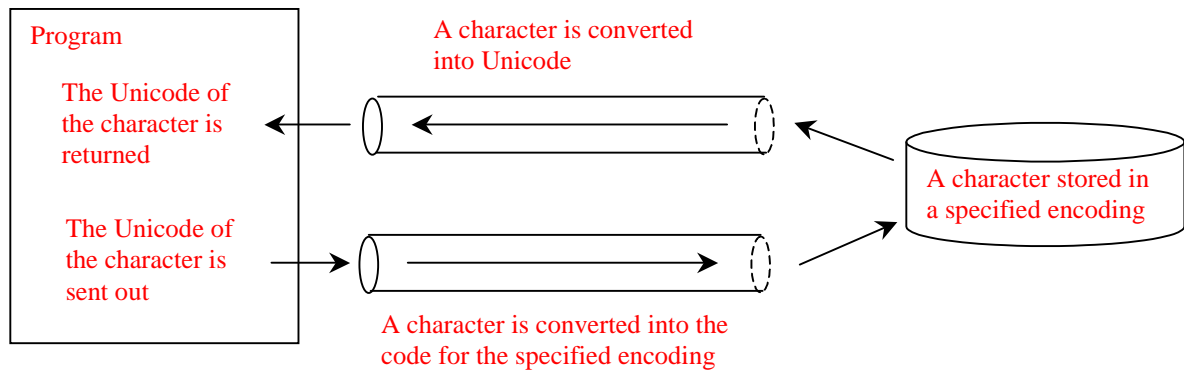 Program
The Unicode of
the character is
returned
The Unicode of
the character is
sent out
A character is converted
into Unicode
A character is converted into the
code for the specified encoding
A character stored in
a specified encoding